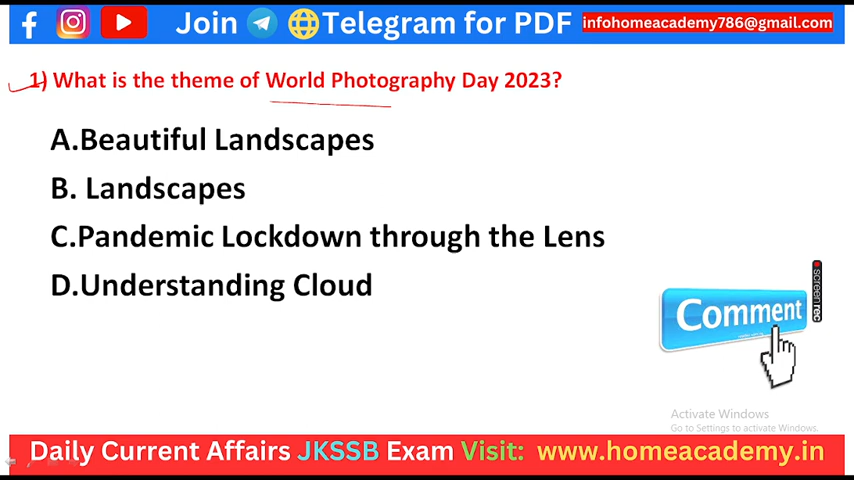 Join Telegram for PDF infohomeacademy786@gmail.com
1) What is the theme of World Photography Day 2023?
A.Beautiful Landscapes
B. Landscapes
C.Pandemic Lockdown through the Lens
D.Understanding Cloud
screenrec
Comment
Activate Windows
Go to Settings to activate Windows.
Daily Current Affairs JKSSB Exam Visit: www.homeacademy.in